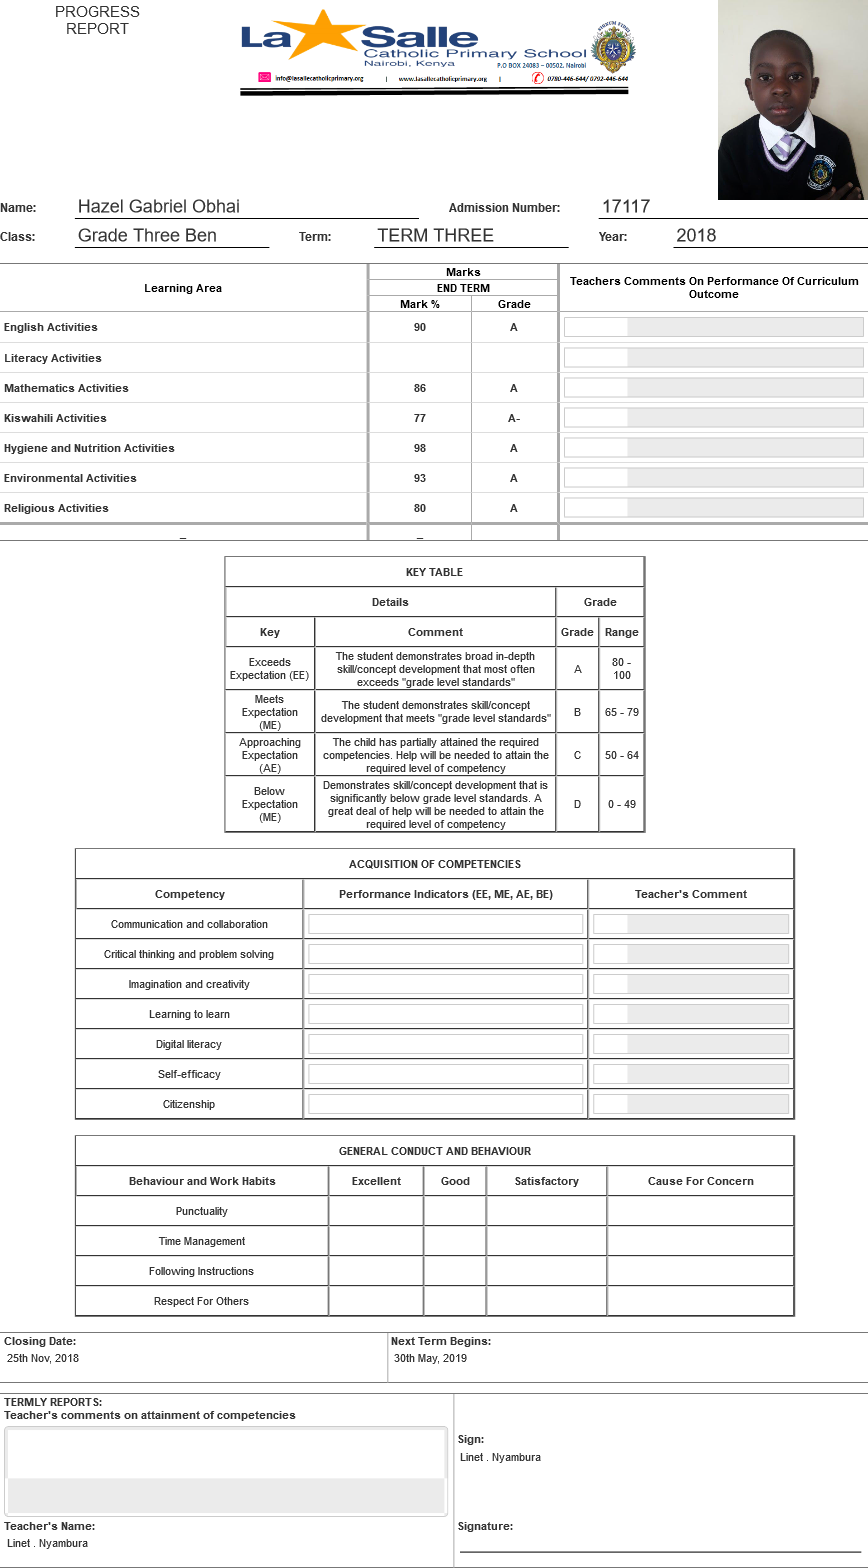 PROGRESS
REPORT
La Salle
Catholic Primary School
Nairobi, Kenya
P.O BOX 24083 – 00502, Nairobi
info@lasallecatholicprimary.org | www.lasallecatholicprimary.org | 0780-446-644/ 0792-446-644
Name: Hazel Gabriel Obhai Admission Number: 17117
Class: Grade Three Ben Term: TERM THREE Year: 2018
Learning Area Marks Teachers Comments On Performance Of Curriculum Outcome
END TERM
Mark % Grade
English Activities 90 A
Literacy Activities
Mathematics Activities 86 A
Kiswahili Activities 77 A-
Hygiene and Nutrition Activities 98 A
Environmental Activities 93 A
Religious Activities 80 A
_ _
KEY TABLE
Details Grade
Key Comment Grade Range
Exceeds Expectation (EE) The student demonstrates broad in-depth skill/concept development that most often exceeds "grade level standards" A 80 - 100
Meets Expectation (ME) The student demonstrates skill/concept development that meets "grade level standards" B 65 - 79
Approaching Expectation (AE) The child has partially attained the required competencies. Help will be needed to attain the required level of competency C 50 - 64
Below Expectation (ME) Demonstrates skill/concept development that is significantly below grade level standards. A great deal of help will be needed to attain the required level of competency D 0 - 49
ACQUISITION OF COMPETENCIES
Competency Performance Indicators (EE, ME, AE, BE) Teacher's Comment
Communication and collaboration
Critical thinking and problem solving
Imagination and creativity
Learning to learn
Digital literacy
Self-efficacy
Citizenship
GENERAL CONDUCT AND BEHAVIOUR
Behaviour and Work Habits Excellent Good Satisfactory Cause For Concern
Punctuality
Time Management
Following Instructions
Respect For Others
Closing Date: Next Term Begins:
25th Nov, 2018 30th May, 2019
TERMLY REPORTS:
Teacher's comments on attainment of competencies
Sign:
Linet . Nyambura
Teacher's Name: Signature:
Linet . Nyambura